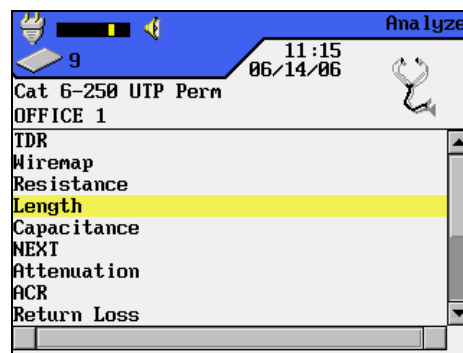 Analyze
9
11:15
06/14/06
Cat 6-250 UTP Perm
OFFICE 1
TDR
Wiremap
Resistance
Length
Capacitance
NEXT
Attenuation
ACR
Return Loss